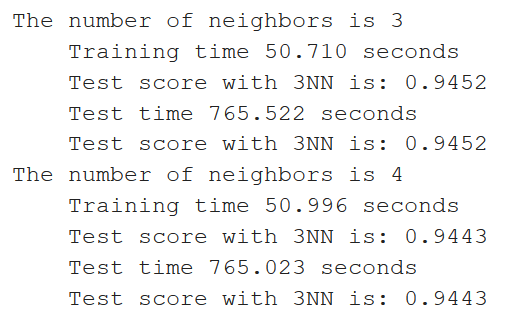 The number of neighbors is 3
Training time 50.710 seconds
Test score with 3NN is: 0.9452
Test time 765.522 seconds
Test score with 3NN is: 0.9452
The number of neighbors is 4
Training time 50.996 seconds
Test score with 3NN is: 0.9443
Test time 765.023 seconds
Test score with 3NN is: 0.9443